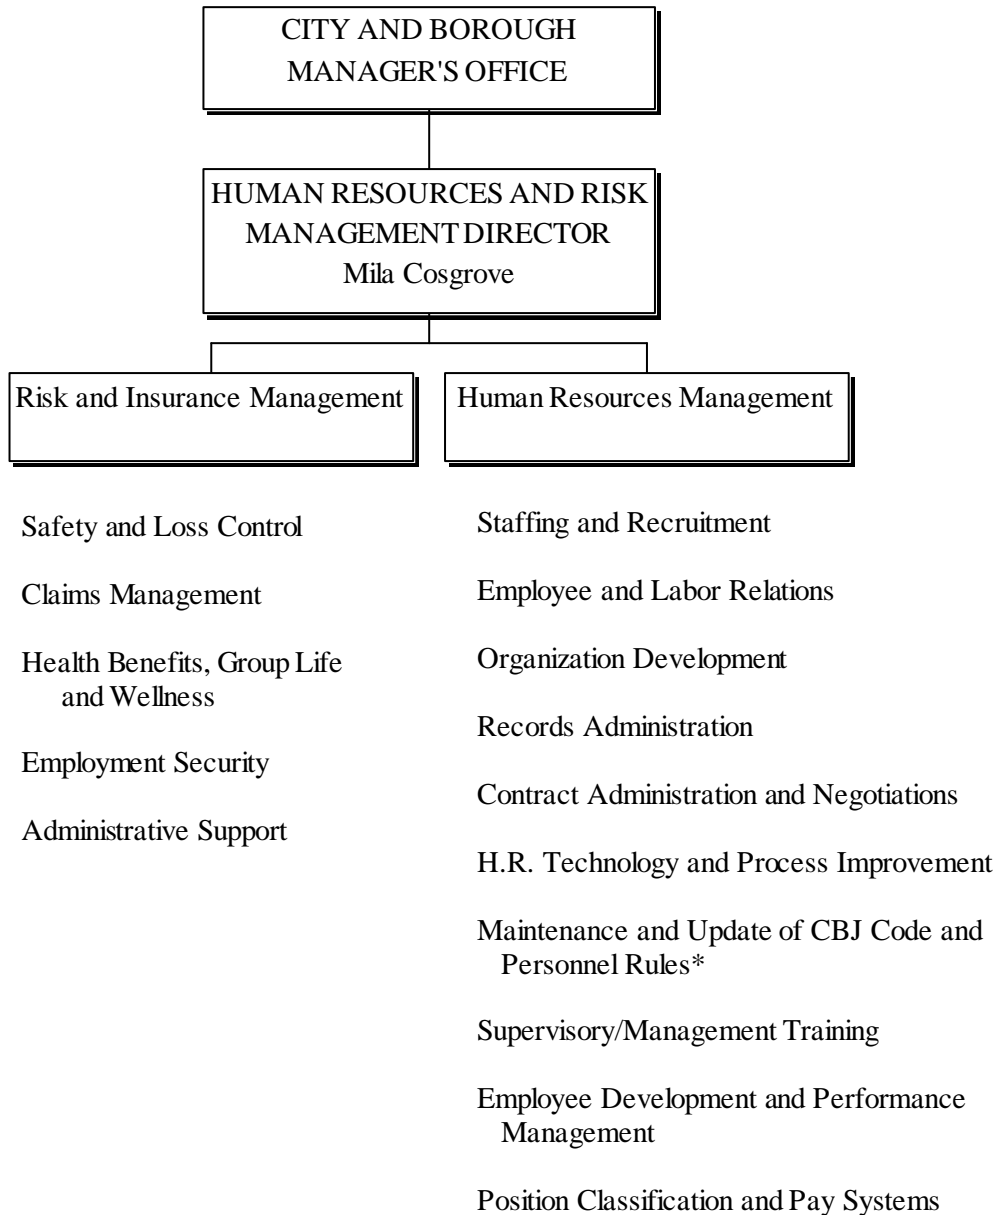 CITY AND BOROUGH
MANAGER'S OFFICE
HUMAN RESOURCES AND RISK
MANAGEMENT DIRECTOR
Mila Cosgrove
Risk and Insurance Management
Human Resources Management
Safety and Loss Control
Claims Management
Health Benefits, Group Life
and Wellness
Employment Security
Administrative Support
Staffing and Recruitment
Employee and Labor Relations
Organization Development
Records Administration
Contract Administration and Negotiations
H.R. Technology and Process Improvement
Maintenance and Update of CBJ Code and
Personnel Rules*
Supervisory/Management Training
Employee Development and Performance
Management
Position Classification and Pay Systems